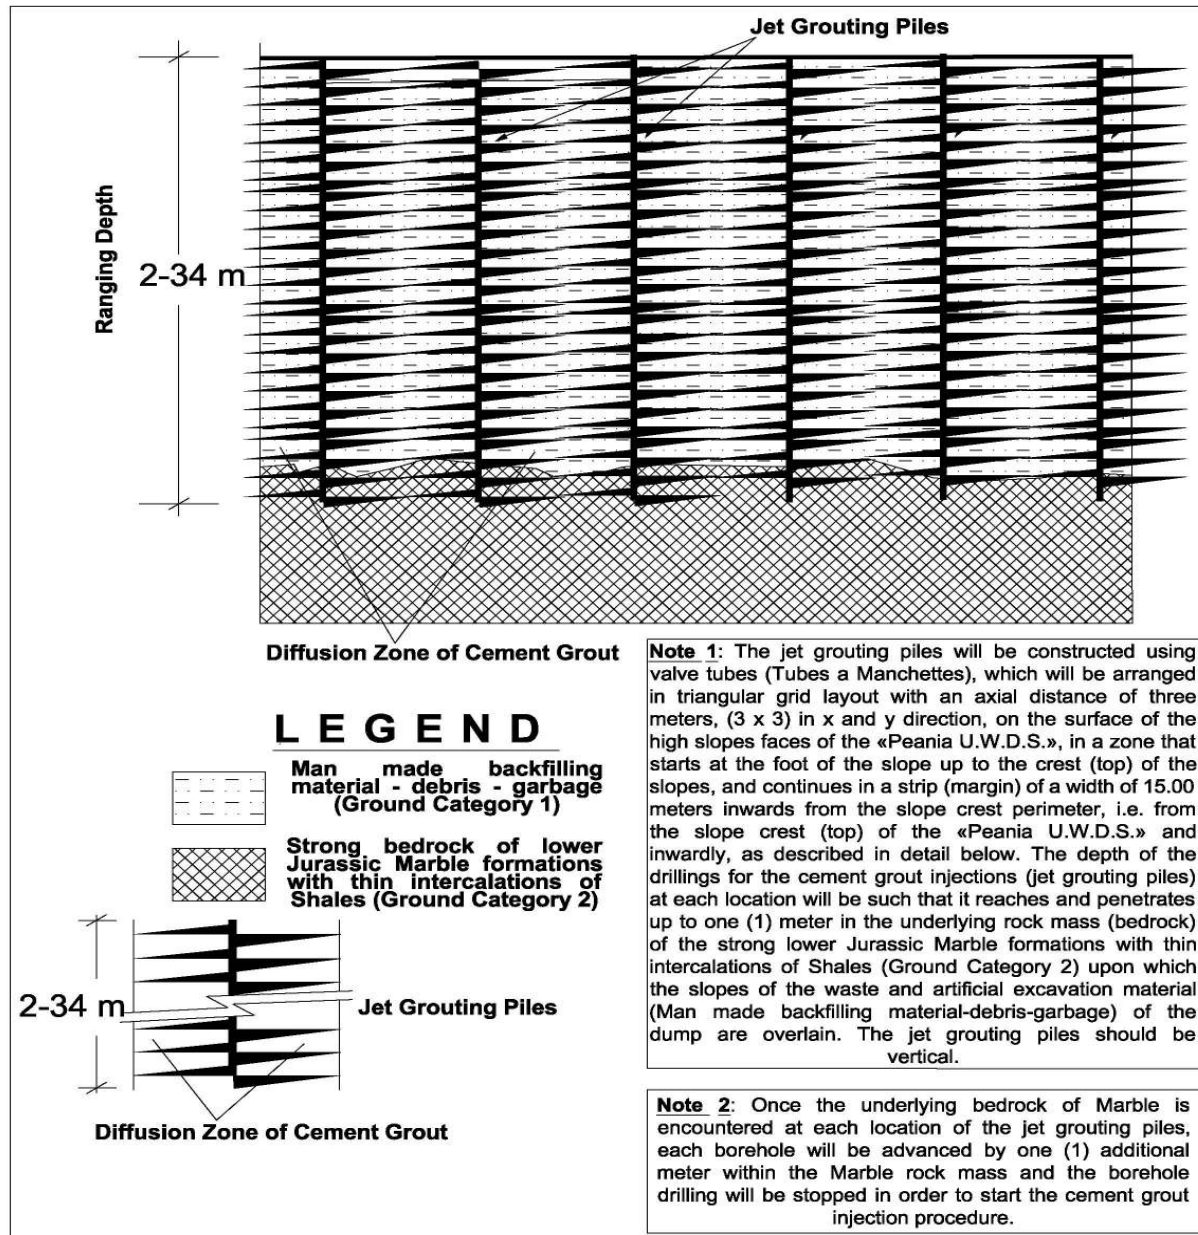 Jet Grouting Piles
Ranging Depth
2-34 m
Diffusion Zone of Cement Grout
LEGEND
Man made backfilling
material - debris - garbage
(Ground Category 1)
Strong bedrock of lower
Jurassic Marble formations
with thin intercalations of
Shales (Ground Category 2)
2-34 m
Jet Grouting Piles
Diffusion Zone of Cement Grout
Note 1: The jet grouting piles will be constructed using
valve tubes (Tubes a Manchettes), which will be arranged
in triangular grid layout with an axial distance of three
meters, (3 x 3) in x and y direction, on the surface of the
high slopes faces of the «Peania U.W.D.S.», in a zone that
starts at the foot of the slope up to the crest (top) of the
slopes, and continues in a strip (margin) of a width of 15.00
meters inwards from the slope crest perimeter, i.e. from
the slope crest (top) of the «Peania U.W.D.S.» and
inwardly, as described in detail below. The depth of the
drillings for the cement grout injections (jet grouting piles)
at each location will be such that it reaches and penetrates
up to one (1) meter in the underlying rock mass (bedrock)
of the strong lower Jurassic Marble formations with thin
intercalations of Shales (Ground Category 2) upon which
the slopes of the waste and artificial excavation material
(Man made backfilling material-debris-garbage) of the
dump are overlain. The jet grouting piles should be
vertical.
Note 2: Once the underlying bedrock of Marble is
encountered at each location of the jet grouting piles,
each borehole will be advanced by one (1) additional
meter within the Marble rock mass and the borehole
drilling will be stopped in order to start the cement grout
injection procedure.